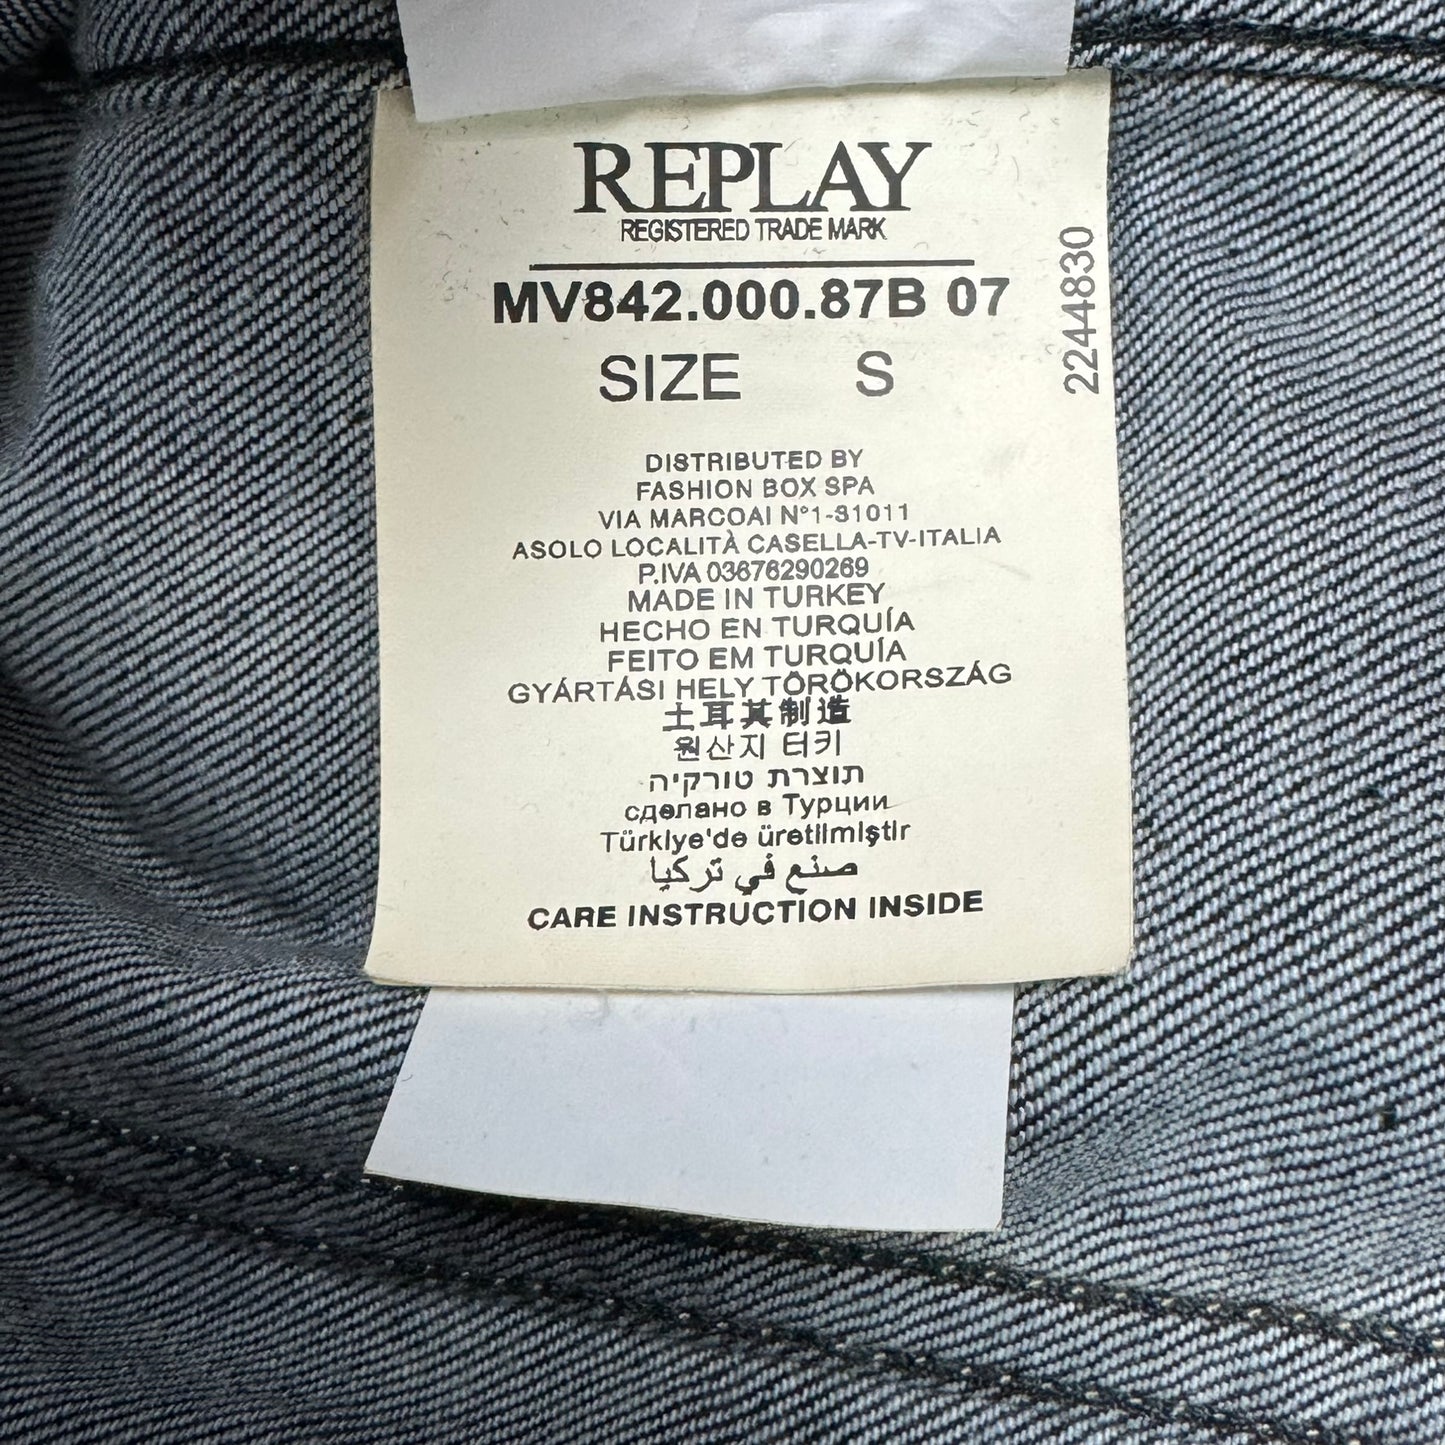 REPLAY
REGISTERED TRADE MARK
MV842.000.87B 07
SIZE S
2244830
DISTRIBUTED BY
FASHION BOX SPA
VIA MARCOAI N°1-31011
ASOLO LOCALITÀ CASELLA-TV-ITALIA
P.IVA 03676290269
MADE IN TURKEY
HECHO EN TURQUÍA
FEITO EM TURQUÍA
GYÁRTÁSI HELY TÖRÖKORSZÁG
土耳其制造
원산지 터키
תוצרת טורקיה
сделано в Турции
Türkiye'de üretilmiştir
صنع في تركيا
CARE INSTRUCTION INSIDE